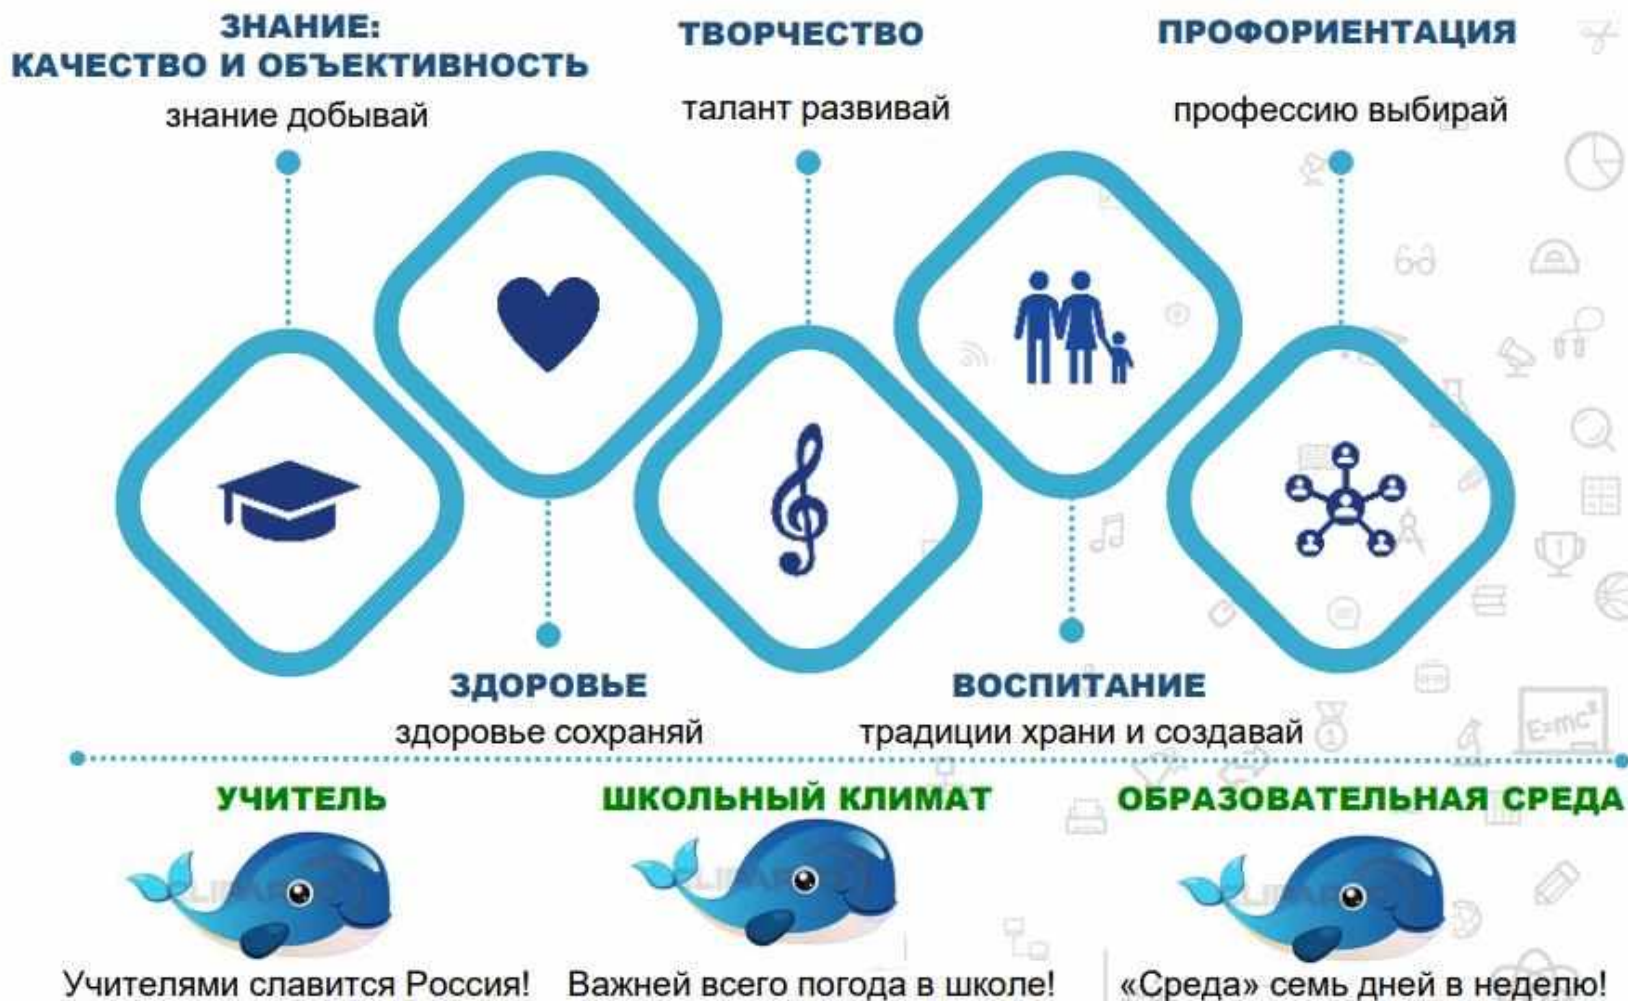 ЗНАНИЕ:
КАЧЕСТВО И ОБЪЕКТИВНОСТЬ
знание добывай
ТВОРЧЕСТВО
талант развивай
ПРОФОРИЕНТАЦИЯ
профессию выбирай
ЗДОРОВЬЕ
здоровье сохраняй
ВОСПИТАНИЕ
традиции храни и создавай
E=mc²
УЧИТЕЛЬ
Учителями славится Россия!
ШКОЛЬНЫЙ КЛИМАТ
Важней всего погода в школе!
ОБРАЗОВАТЕЛЬНАЯ СРЕДА
«Среда» семь дней в неделю!